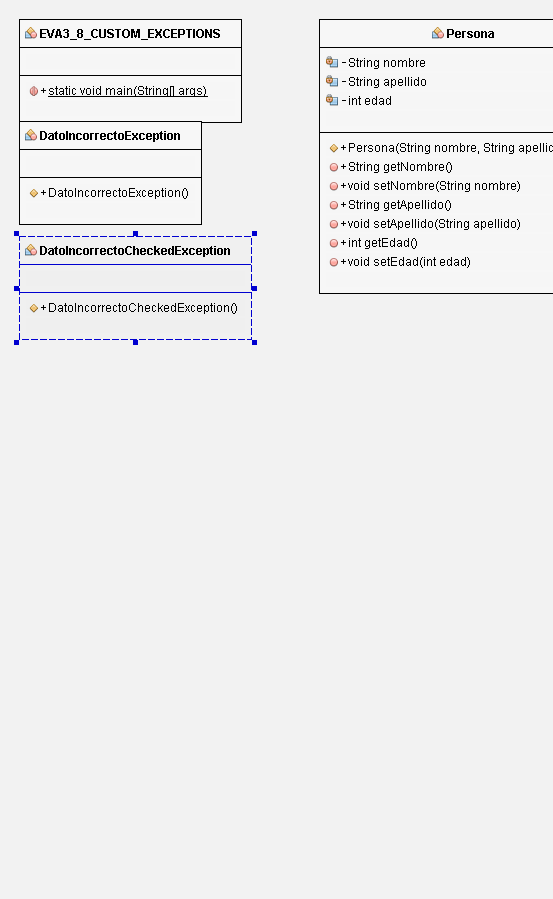 EVA3_8_CUSTOM_EXCEPTIONS
+static void main(String[] args)
DatoIncorrectoException
+DatoIncorrectoException()
DatoIncorrectoCheckedException
+DatoIncorrectoCheckedException()
Persona
-String nombre
-String apellido
-int edad
+Persona(String nombre, String apellid
+String getNombre()
+void setNombre(String nombre)
+String getApellido()
+void setApellido(String apellido)
+int getEdad()
+void setEdad(int edad)